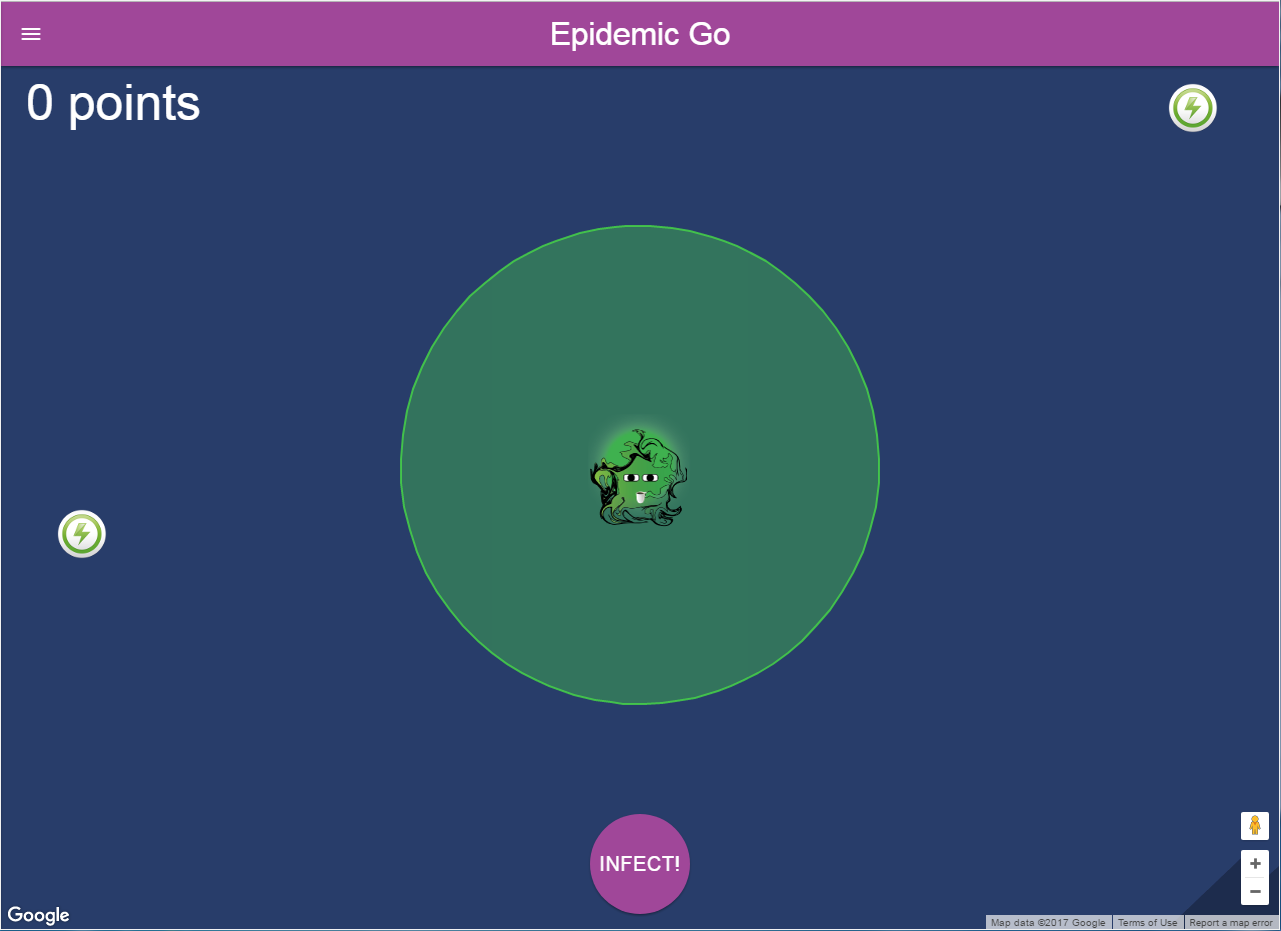 Epidemic Go
0 points
INFECT!
Google
Map data ©2017 Google
Terms of Use
Report a map error